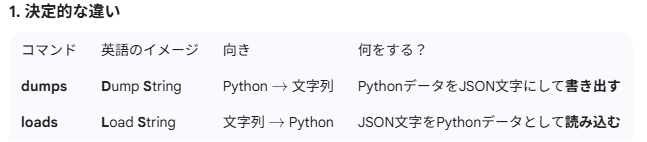 1. 決定的な違い
コマンド 英語のイメージ 向き 何をする？
dumps Dump String Python → 文字列 PythonデータをJSON文字にして書き出す
loads Load String 文字列 → Python JSON文字をPythonデータとして読み込む